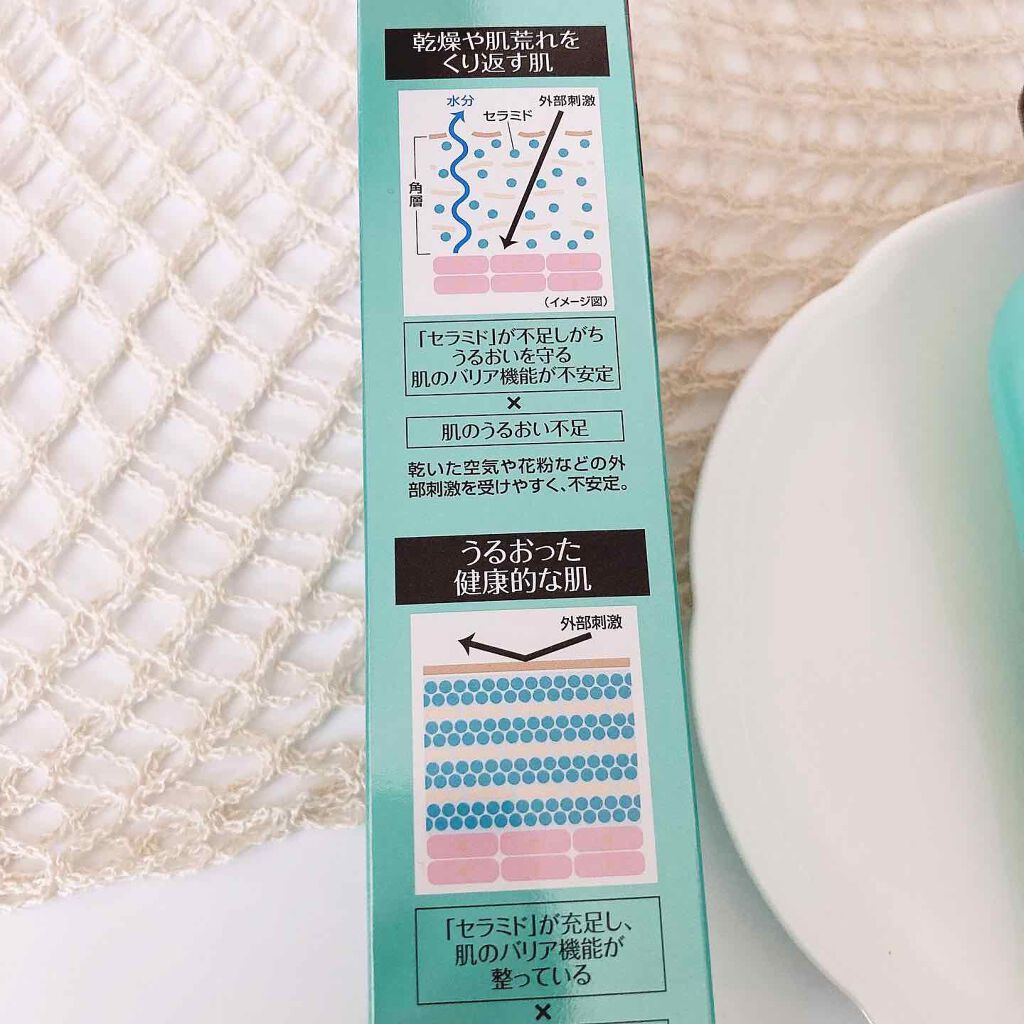 乾燥や肌荒れを
くり返す肌
水分
外部刺激
セラミド
角層
（イメージ図）
「セラミド」が不足しがち
うるおいを守る
肌のバリア機能が不安定
×
肌のうるおい不足
乾いた空気や花粉などの外
部刺激を受けやすく、不安定。
うるおった
健康的な肌
外部刺激
「セラミド」が充足し、
肌のバリア機能が
整っている
×